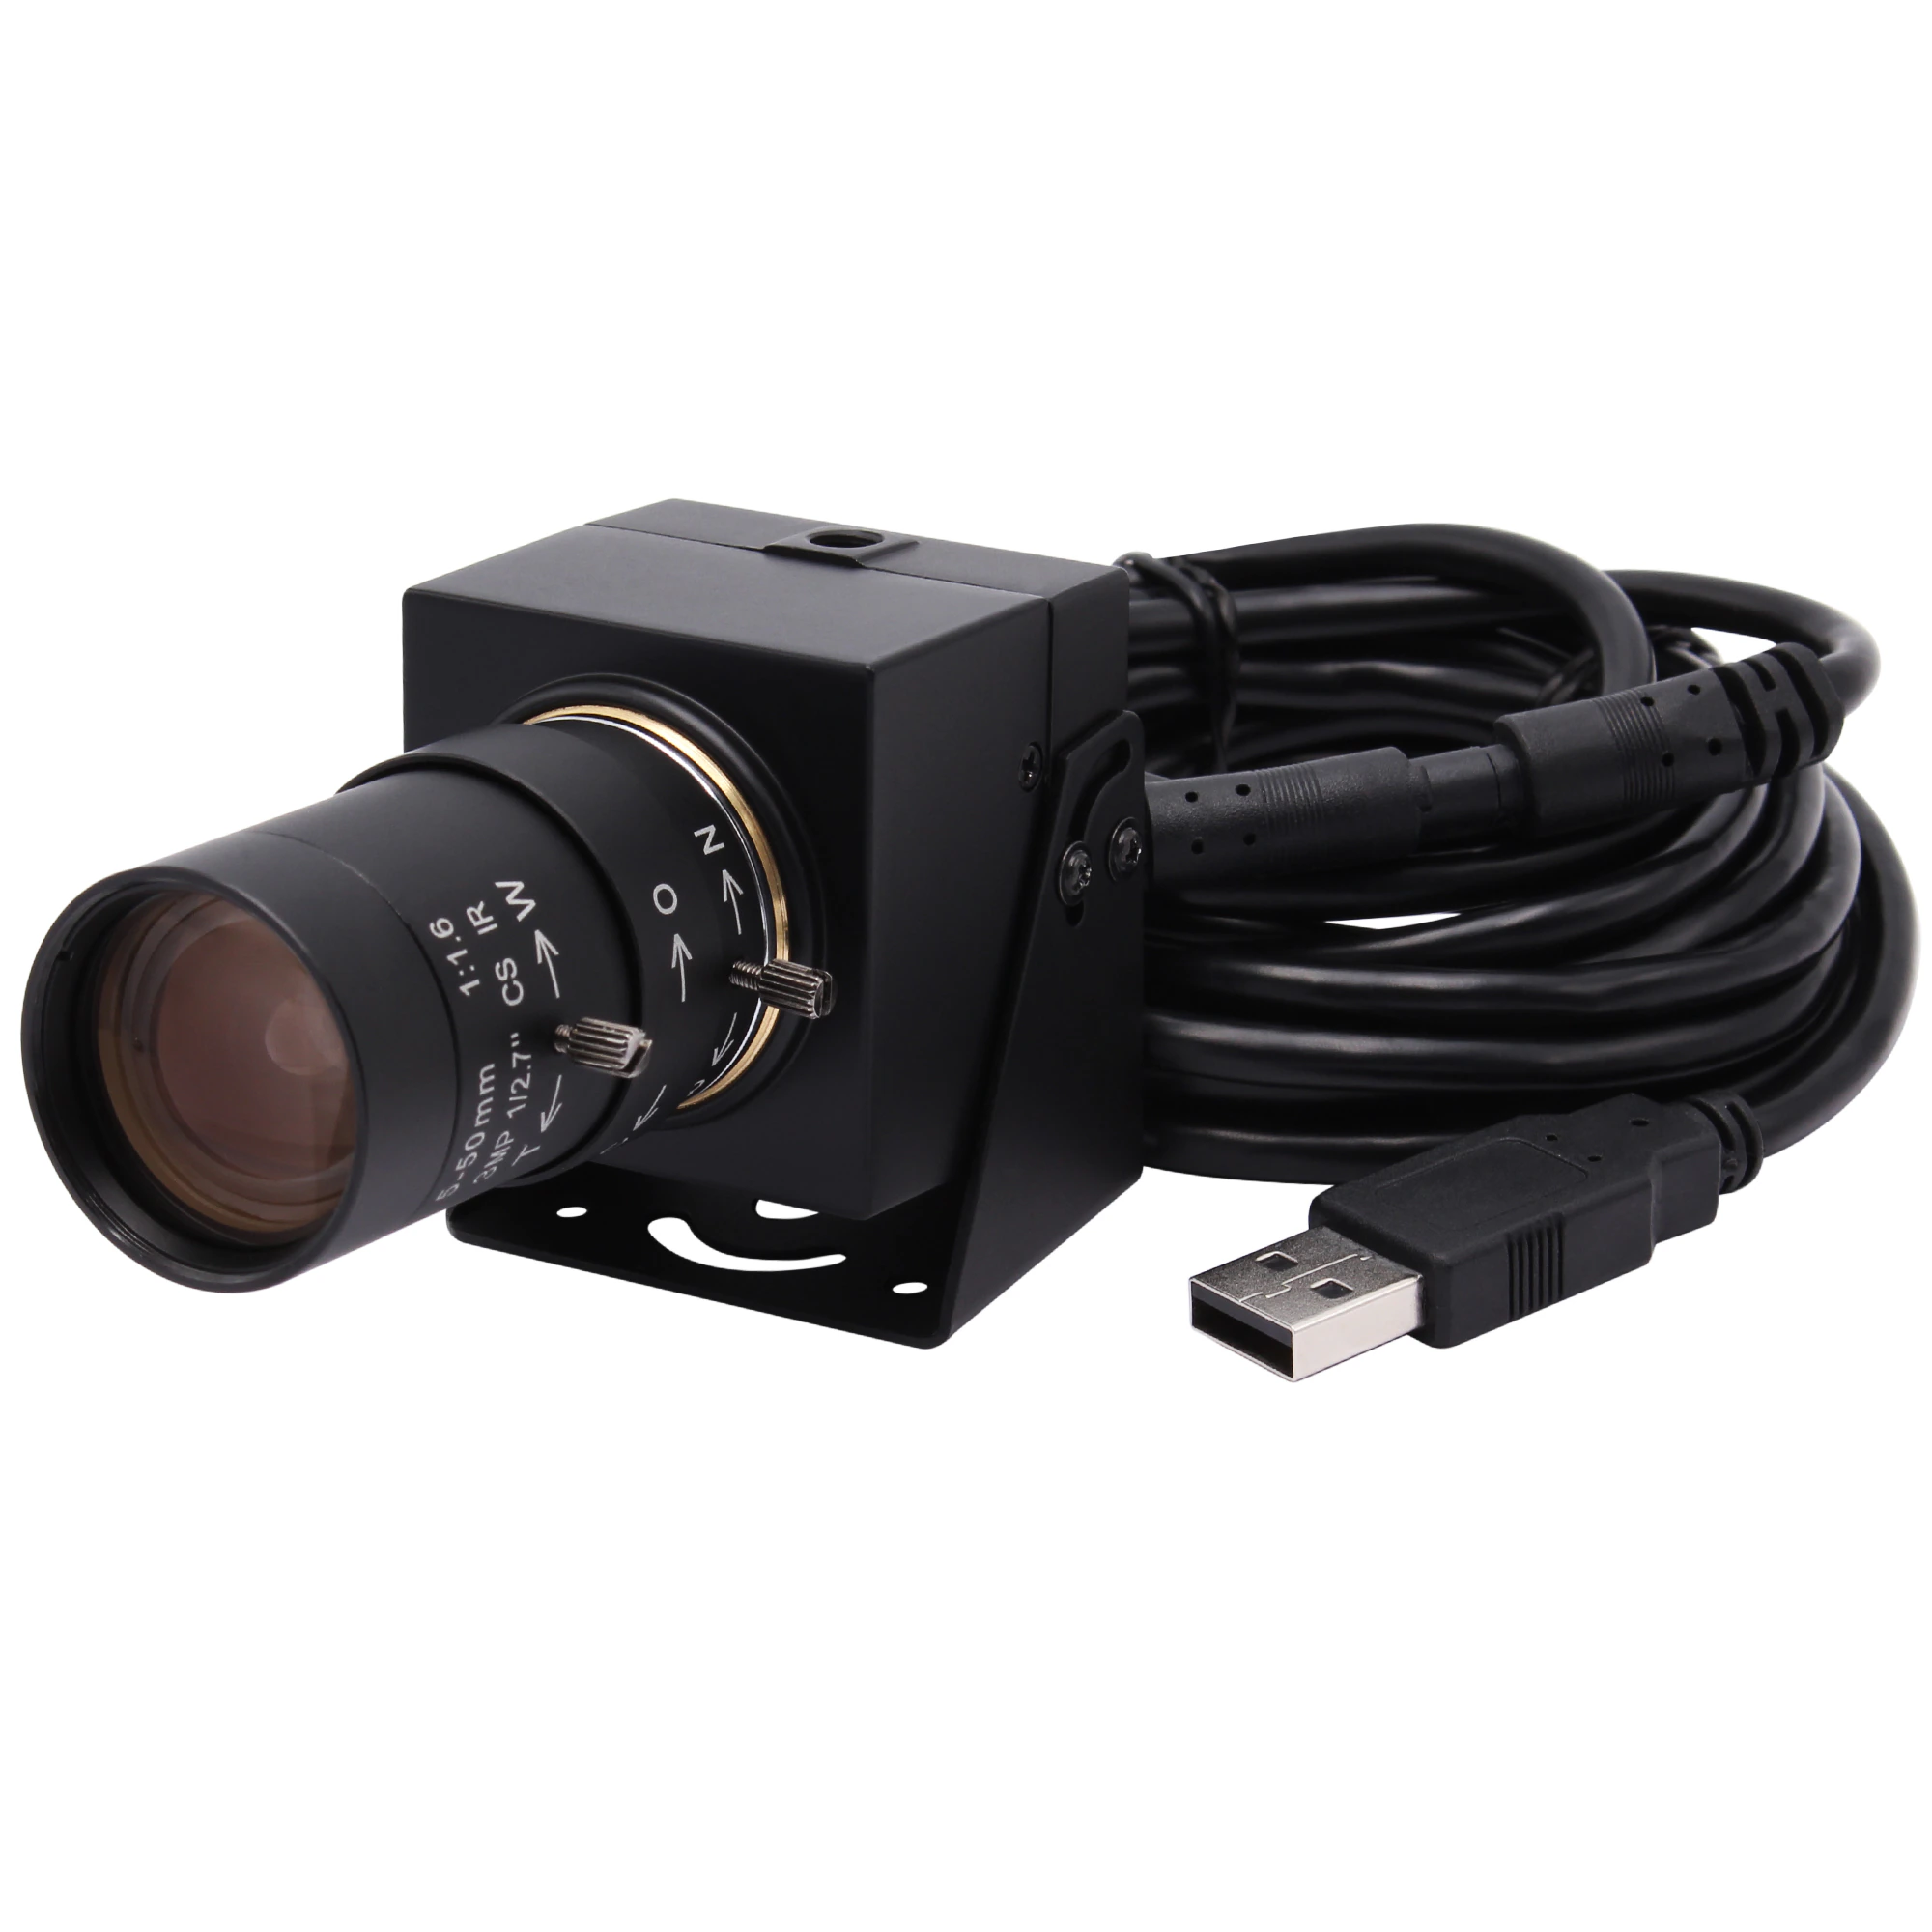 5-50mm 1:1.6
3MP 1/2.7" CS IR
T ← → W
O
N